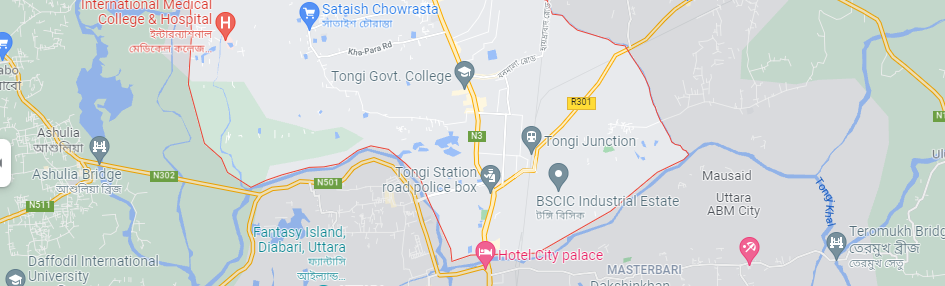 International Medical
College & Hospital
ইন্টারন্যাশনাল
মেডিকেল কলেজ
Sataish Chowrasta
সাঁতাইশ চৌরাস্তা
Kha-Para Rd
Tongi Govt. College
R301
N3
Tongi Junction
Ashulia
আশুলিয়া
Ashulia Bridge
আশুলিয়া ব্রিজ
N302
N501
N511
Tongi Station
road police box
BSCIC Industrial Estate
টঙ্গি বিসিক
Mausaid
Uttara
ABM City
Tongi Khal
Fantasy Island,
Diabari, Uttara
ফ্যান্টাসি
আইল্যান্ড...
Hotel City palace
Teromukh Bridg
তেরমুখ ব্রীজ
তেরমুখ সেতু
Daffodil International
University
MASTERBARI
Dakshinkhan